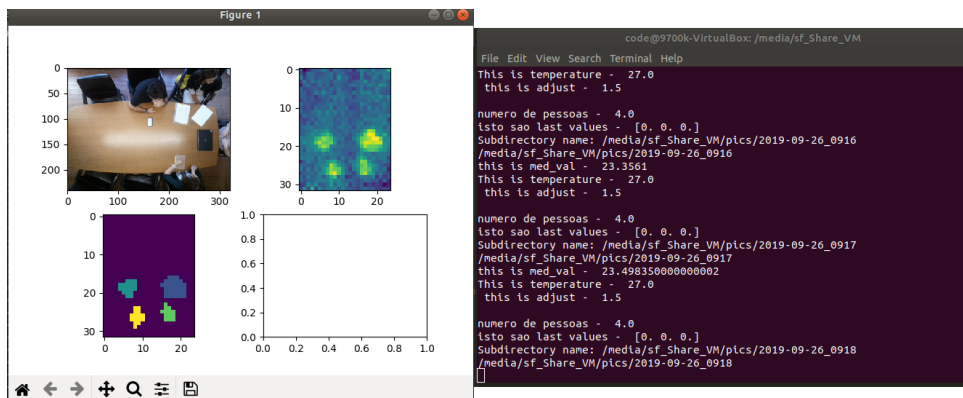 Figure 1
0
50
100
150
200
0 100 200 300
0
10
20
30
0 10 20
0
10
20
30
0 10 20
1.0
0.8
0.6
0.4
0.2
0.0
0.0 0.2 0.4 0.6 0.8 1.0
code@9700k-VirtualBox: /media/sf_Share_VM
File Edit View Search Terminal Help
This is temperature - 27.0
this is adjust - 1.5
numero de pessoas - 4.0
isto sao last values - [0. 0. 0.]
Subdirectory name: /media/sf_Share_VM/pics/2019-09-26_0916
/media/sf_Share_VM/pics/2019-09-26_0916
this is med_val - 23.3561
This is temperature - 27.0
this is adjust - 1.5
numero de pessoas - 4.0
isto sao last values - [0. 0. 0.]
Subdirectory name: /media/sf_Share_VM/pics/2019-09-26_0917
/media/sf_Share_VM/pics/2019-09-26_0917
this is med_val - 23.498350000000002
This is temperature - 27.0
this is adjust - 1.5
numero de pessoas - 4.0
isto sao last values - [0. 0. 0.]
Subdirectory name: /media/sf_Share_VM/pics/2019-09-26_0918
/media/sf_Share_VM/pics/2019-09-26_0918